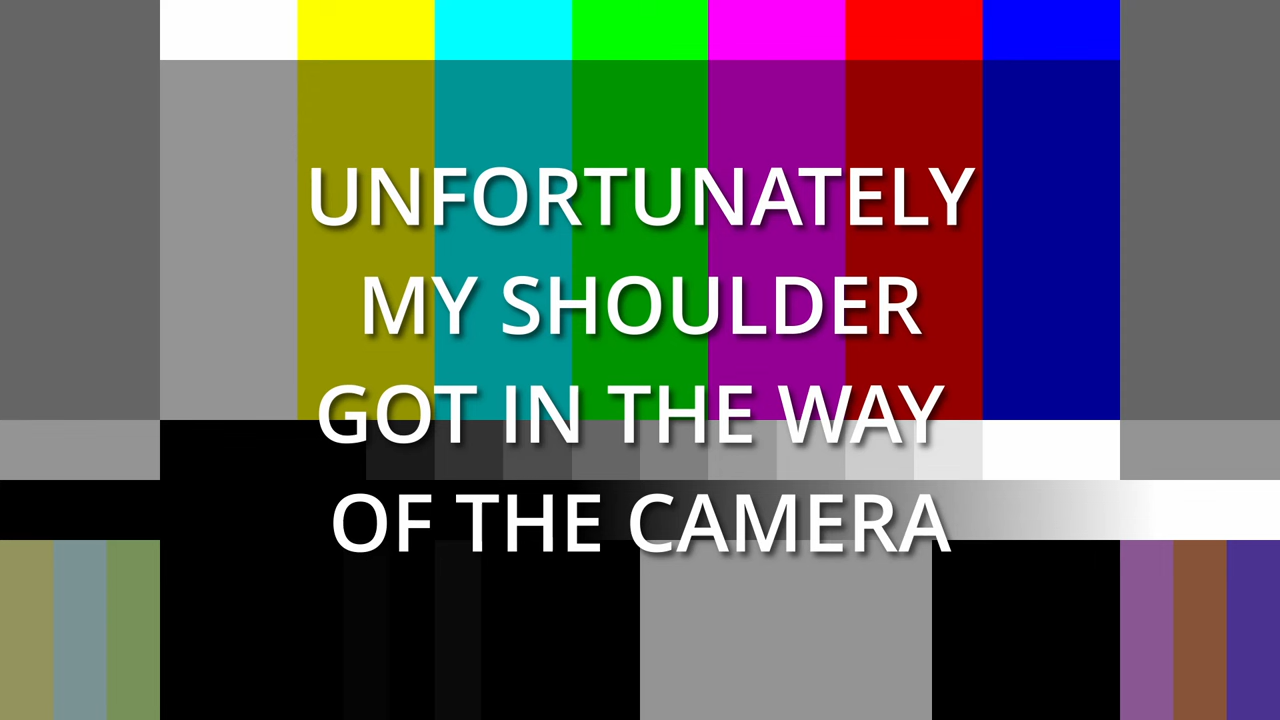 UNFORTUNATELY
MY SHOULDER
GOT IN THE WAY
OF THE CAMERA